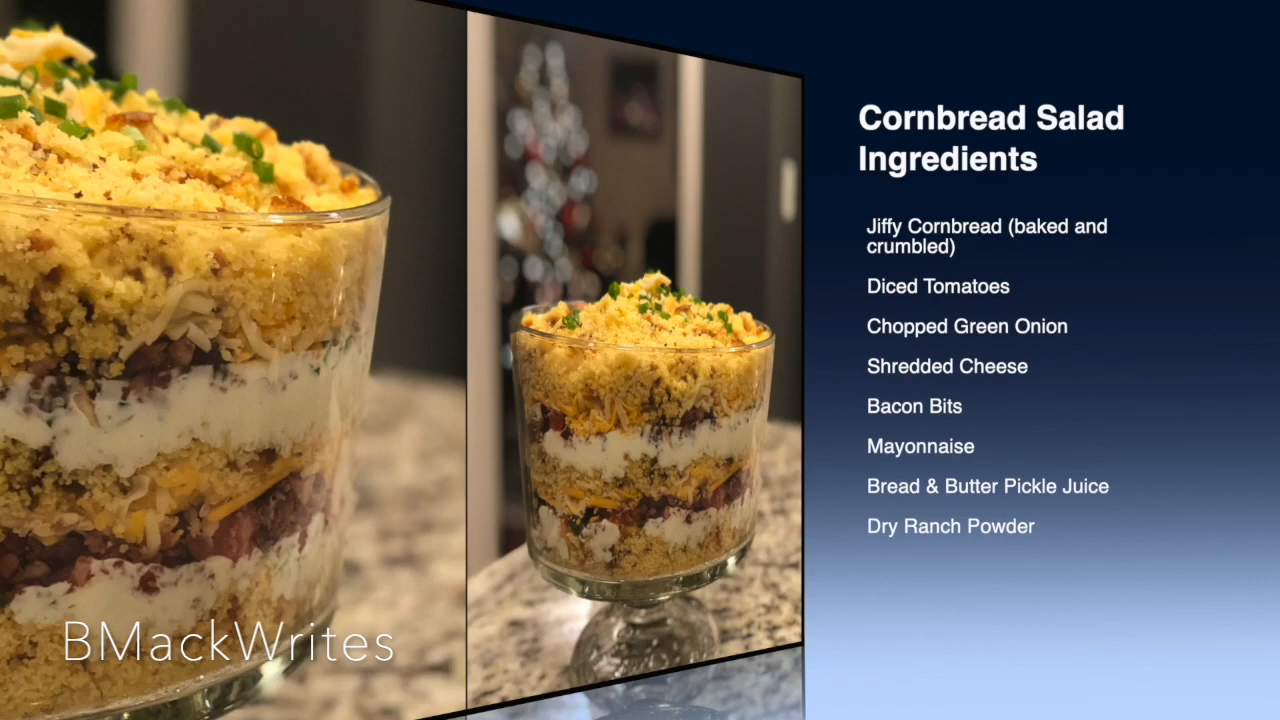 Cornbread Salad
Ingredients
Jiffy Cornbread (baked and
crumbled)
Diced Tomatoes
Chopped Green Onion
Shredded Cheese
Bacon Bits
Mayonnaise
Bread & Butter Pickle Juice
Dry Ranch Powder
BMackWrites